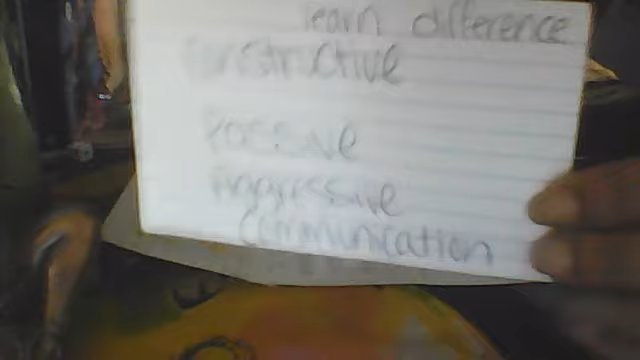 learn difference
constructive
Passive
Aggressive
Communication